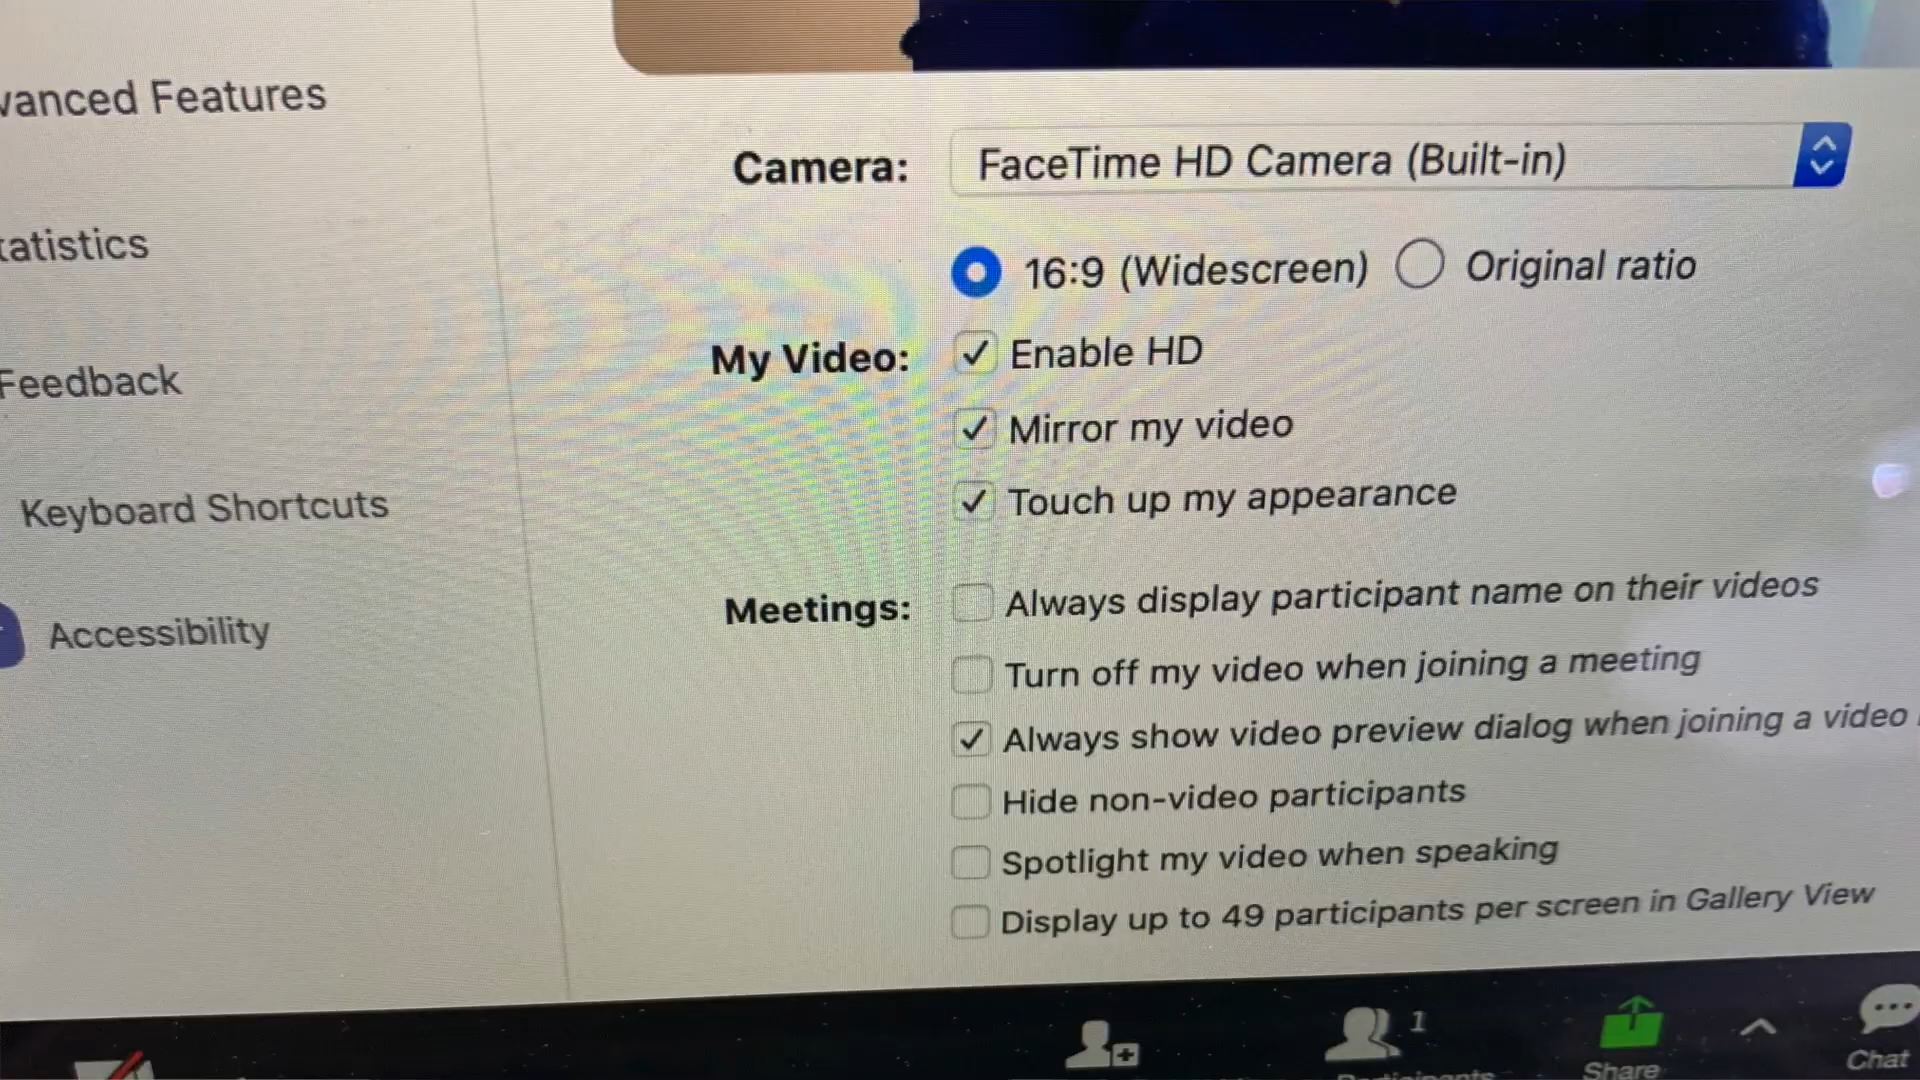 vanced Features
Camera: FaceTime HD Camera (Built-in)
tatistics
16:9 (Widescreen) Original ratio
My Video: Enable HD
Feedback
Mirror my video
Keyboard Shortcuts
Touch up my appearance
Meetings: Always display participant name on their videos
Accessibility
Turn off my video when joining a meeting
Always show video preview dialog when joining a video
Hide non-video participants
Spotlight my video when speaking
Display up to 49 participants per screen in Gallery View
1
Participants
Share
Chat